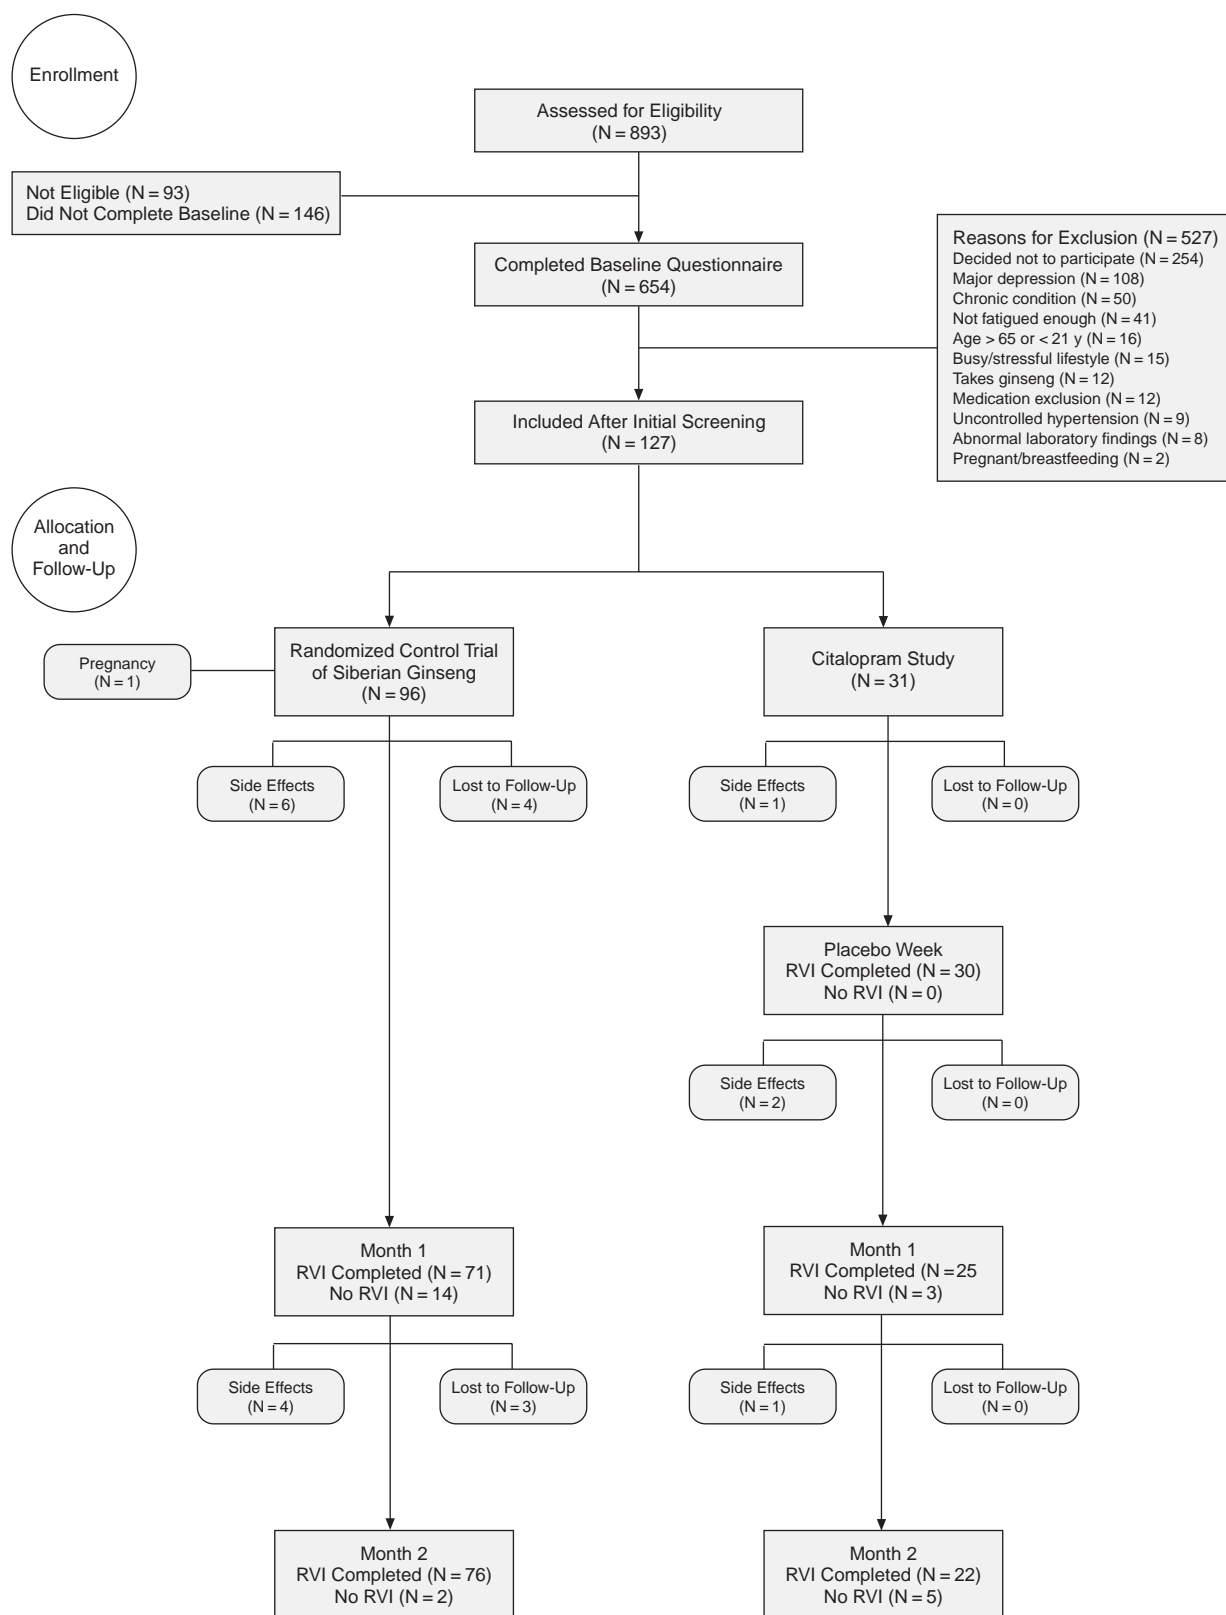 Enrollment
Assessed for Eligibility
(N = 893)
Not Eligible (N = 93)
Did Not Complete Baseline (N = 146)
Completed Baseline Questionnaire
(N = 654)
Reasons for Exclusion (N = 527)
Decided not to participate (N = 254)
Major depression (N = 108)
Chronic condition (N = 50)
Not fatigued enough (N = 41)
Age > 65 or < 21 y (N = 16)
Busy/stressful lifestyle (N = 15)
Takes ginseng (N = 12)
Medication exclusion (N = 12)
Uncontrolled hypertension (N = 9)
Abnormal laboratory findings (N = 8)
Pregnant/breastfeeding (N = 2)
Included After Initial Screening
(N = 127)
Allocation
and
Follow-Up
Pregnancy
(N = 1)
Randomized Control Trial
of Siberian Ginseng
(N = 96)
Citalopram Study
(N = 31)
Side Effects
(N = 6)
Lost to Follow-Up
(N = 4)
Side Effects
(N = 1)
Lost to Follow-Up
(N = 0)
Placebo Week
RVI Completed (N = 30)
No RVI (N = 0)
Side Effects
(N = 2)
Lost to Follow-Up
(N = 0)
Month 1
RVI Completed (N = 71)
No RVI (N = 14)
Month 1
RVI Completed (N = 25
No RVI (N = 3)
Side Effects
(N = 4)
Lost to Follow-Up
(N = 3)
Side Effects
(N = 1)
Lost to Follow-Up
(N = 0)
Month 2
RVI Completed (N = 76)
No RVI (N = 2)
Month 2
RVI Completed (N = 22)
No RVI (N = 5)